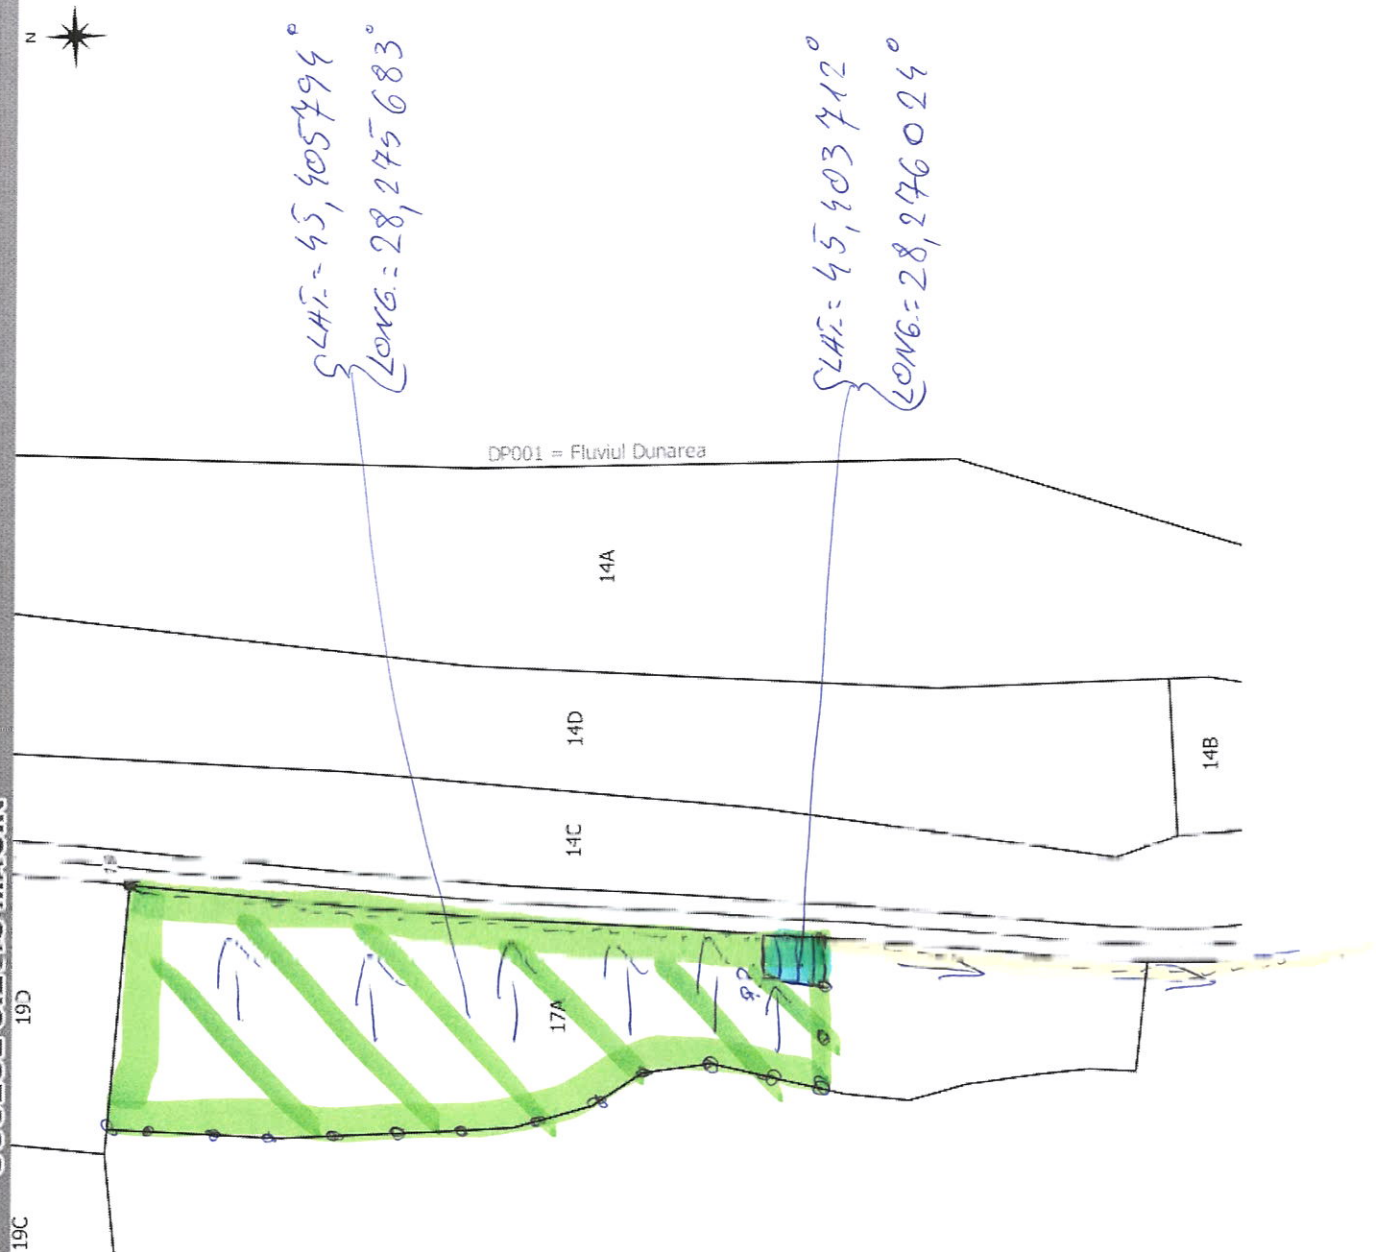 N
LAT. = 45,405794°
LONG. = 28,275683°
LAT. = 45,403712°
LONG. = 28,276024°
DP001 = Fluviul Dunarea
14A
14D
14B
14C
19D
17A
19C